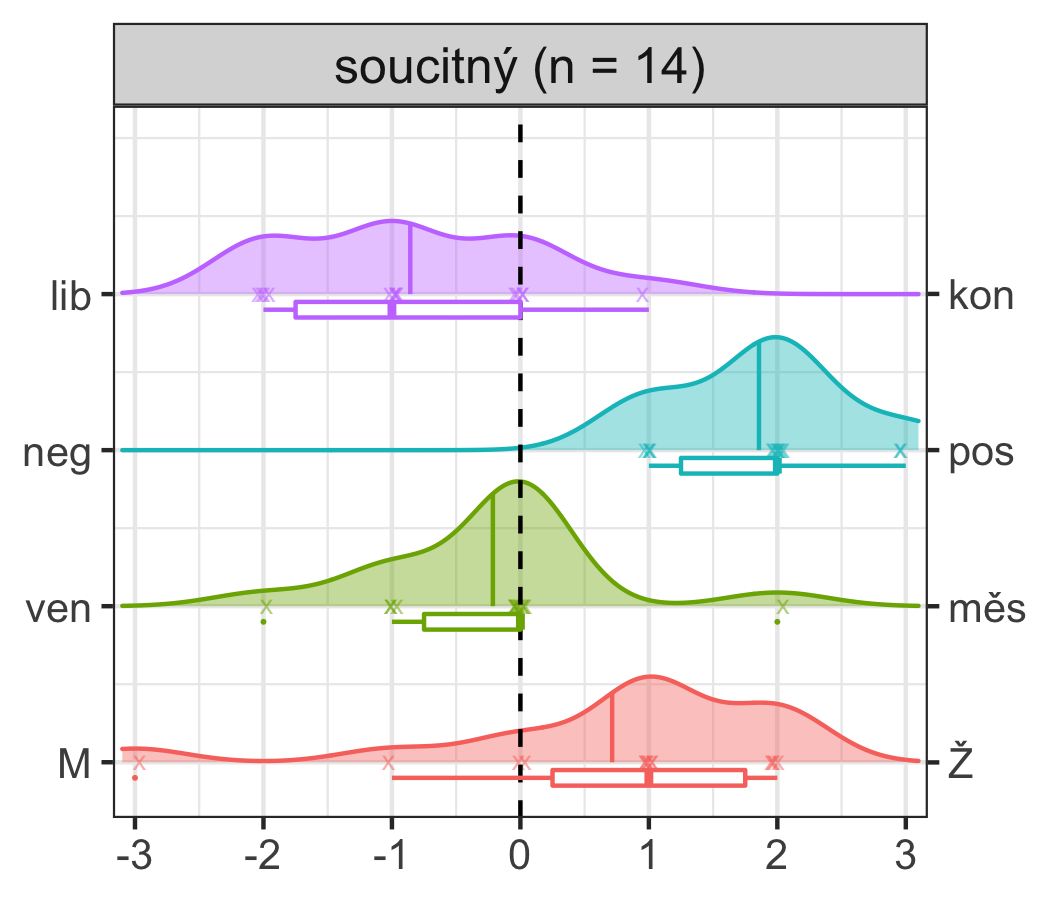 soucitný (n = 14)
lib kon
neg pos
ven měs
M Ž
-3 -2 -1 0 1 2 3